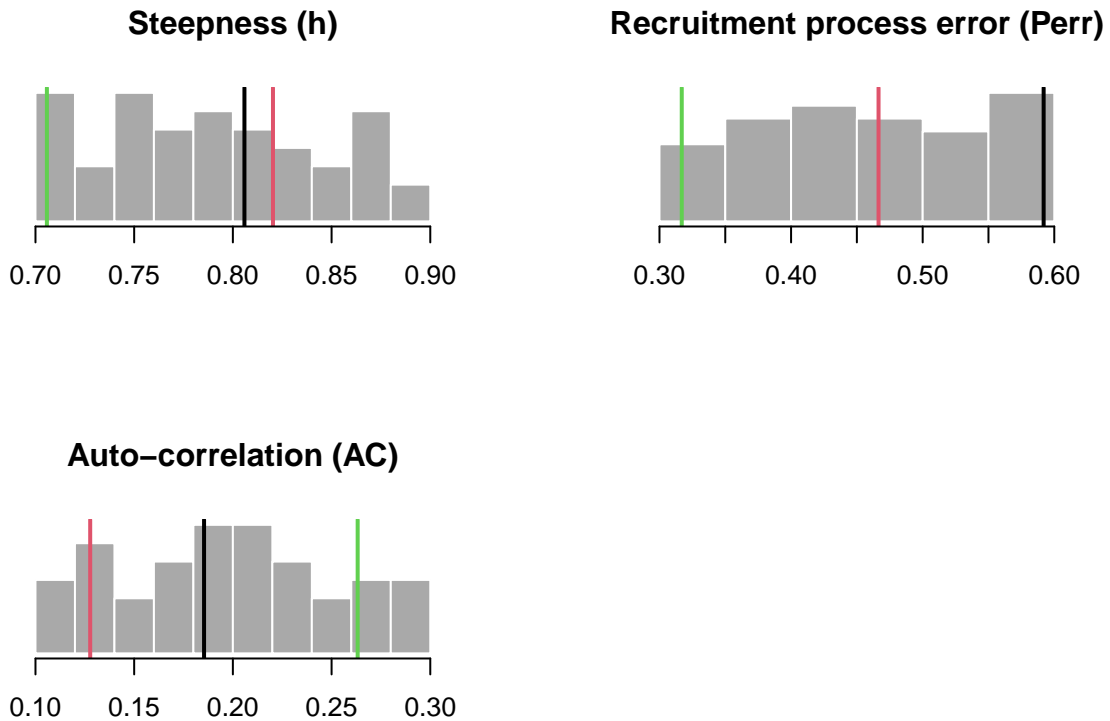 Steepness (h)
0.70 0.75 0.80 0.85 0.90
Recruitment process error (Perr)
0.30 0.40 0.50 0.60
Auto−correlation (AC)
0.10 0.15 0.20 0.25 0.30